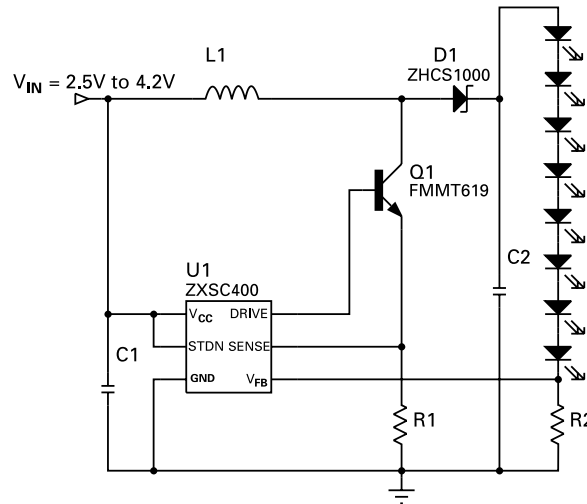 L1
D1
ZHCS1000
VIN = 2.5V to 4.2V
Q1
FMMT619
U1
ZXSC400
C2
VCC DRIVE
STDN SENSE
GND VFB
C1
R1
R2